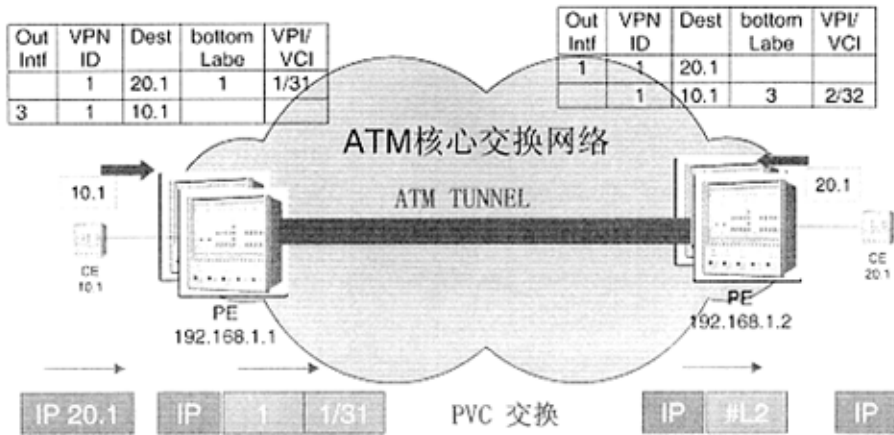 Out Intf VPN ID Dest bottom Labe VPI/ VCI
1 20.1 1 1/31
3 1 10.1
Out Intf VPN ID Dest bottom Labe VPI/ VCI
1 1 20.1
1 10.1 3 2/32
ATM核心交换网络
ATM TUNNEL
10.1
20.1
CE
10.1
CE
20.1
PE
192.168.1.1
PE
192.168.1.2
IP 20.1
IP 1 1/31
PVC 交换
IP #L2
IP